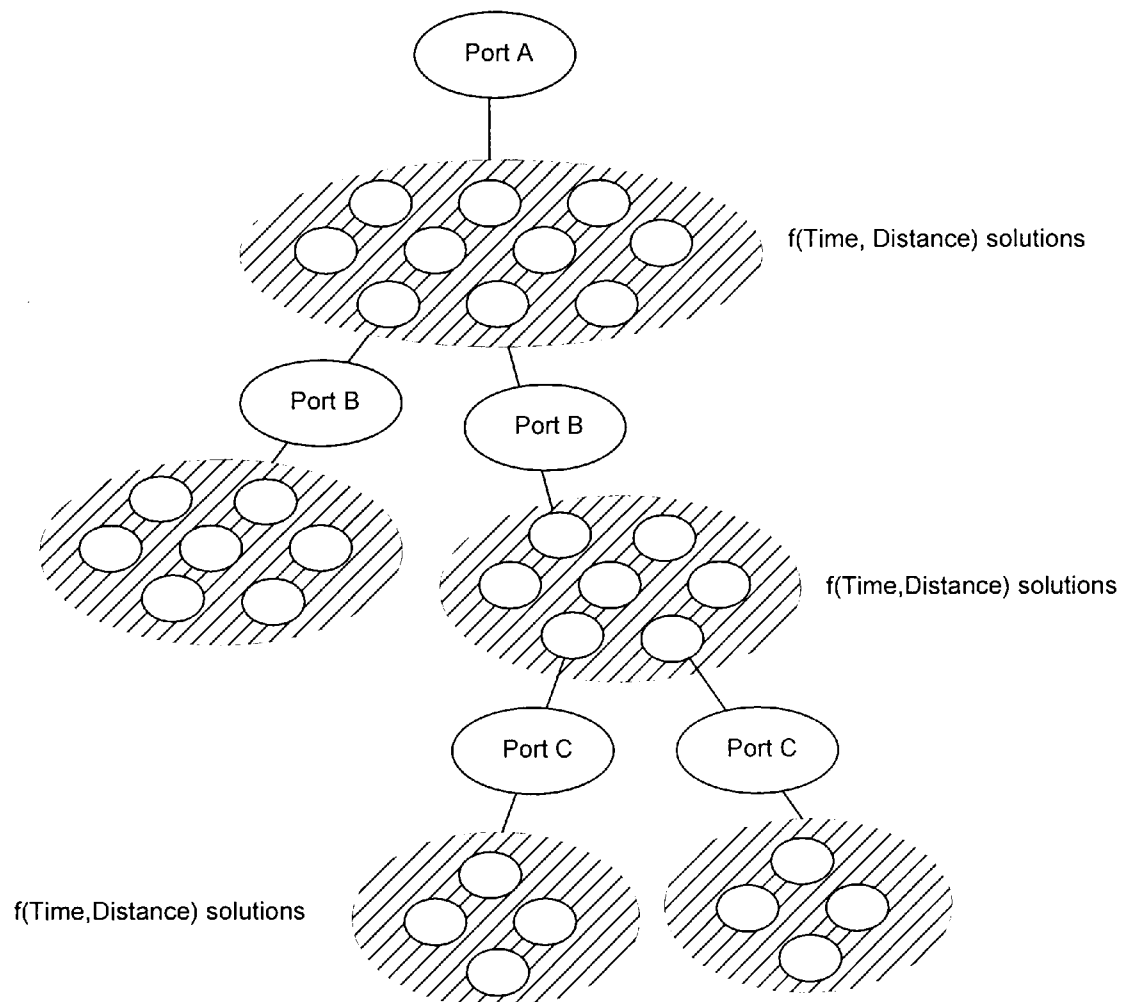 Port A
f(Time, Distance) solutions
Port B
Port B
f(Time,Distance) solutions
Port C
Port C
f(Time,Distance) solutions